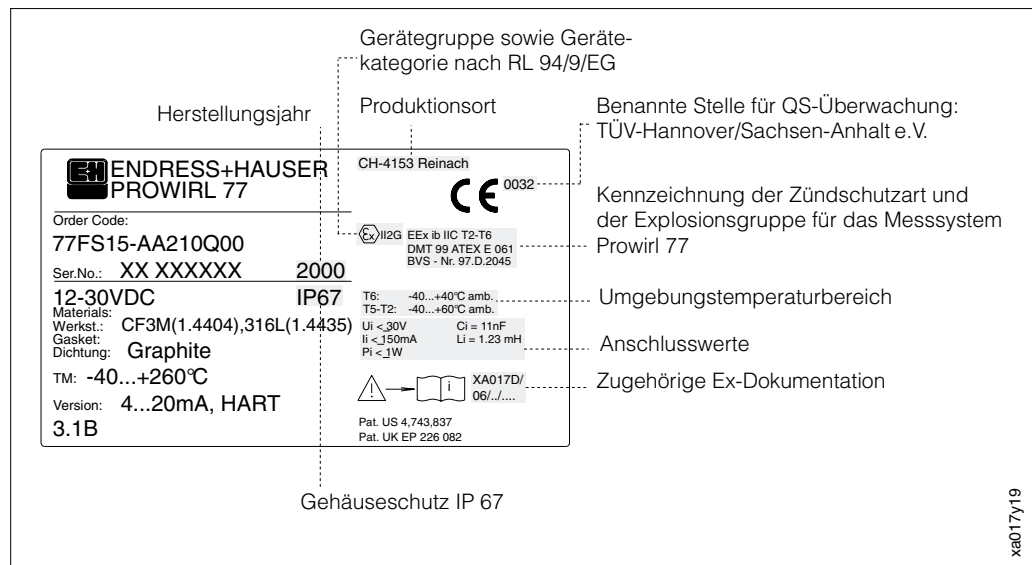 Gerätegruppe sowie Geräte-
kategorie nach RL 94/9/EG
Herstellungsjahr
Produktionsort
Benannte Stelle für QS-Überwachung:
TÜV-Hannover/Sachsen-Anhalt e.V.
EH ENDRESS+HAUSER
PROWIRL 77
CH-4153 Reinach
CE 0032
Kennzeichnung der Zündschutzart und
der Explosionsgruppe für das Messsystem
Prowirl 77
Order Code:
77FS15-AA210Q00
Ser.No.: XX XXXXXX 2000
Ex II2G EEx ib IIC T2-T6
DMT 99 ATEX E 061
BVS - Nr. 97.D.2045
12-30VDC IP67
Materials:
Werkst.: CF3M(1.4404),316L(1.4435)
Gasket:
Dichtung: Graphite
TM: -40...+260°C
Version: 4...20mA, HART
3.1B
T6: -40...+40°C amb.
T5-T2: -40...+60°C amb.
Umgebungstemperaturbereich
Ui < 30V Ci = 11nF
Ii < 150mA Li = 1.23 mH
Pi < 1W
Anschlusswerte
i XA017D/
06/../....
Zugehörige Ex-Dokumentation
Pat. US 4,743,837
Pat. UK EP 226 082
Gehäuseschutz IP 67
xa017y19